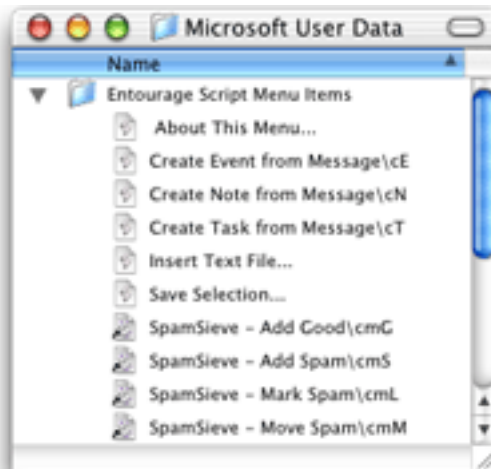 Microsoft User Data
Name
Entourage Script Menu Items
About This Menu...
Create Event from Message\cE
Create Note from Message\cN
Create Task from Message\cT
Insert Text File...
Save Selection...
SpamSieve – Add Good\cmG
SpamSieve – Add Spam\cmS
SpamSieve – Mark Spam\cmL
SpamSieve – Move Spam\cmM